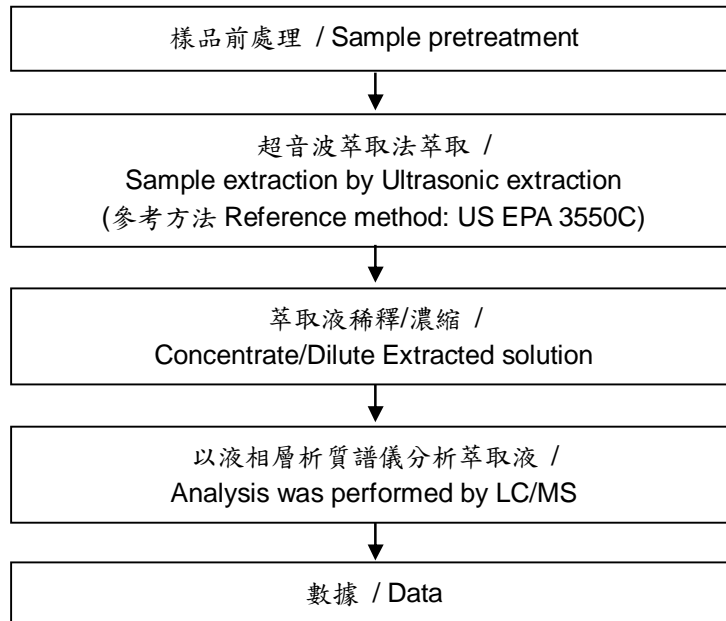 樣品前處理 / Sample pretreatment
超音波萃取法萃取 /
Sample extraction by Ultrasonic extraction
(參考方法 Reference method: US EPA 3550C)
萃取液稀釋/濃縮 /
Concentrate/Dilute Extracted solution
以液相層析質譜儀分析萃取液 /
Analysis was performed by LC/MS
數據 / Data